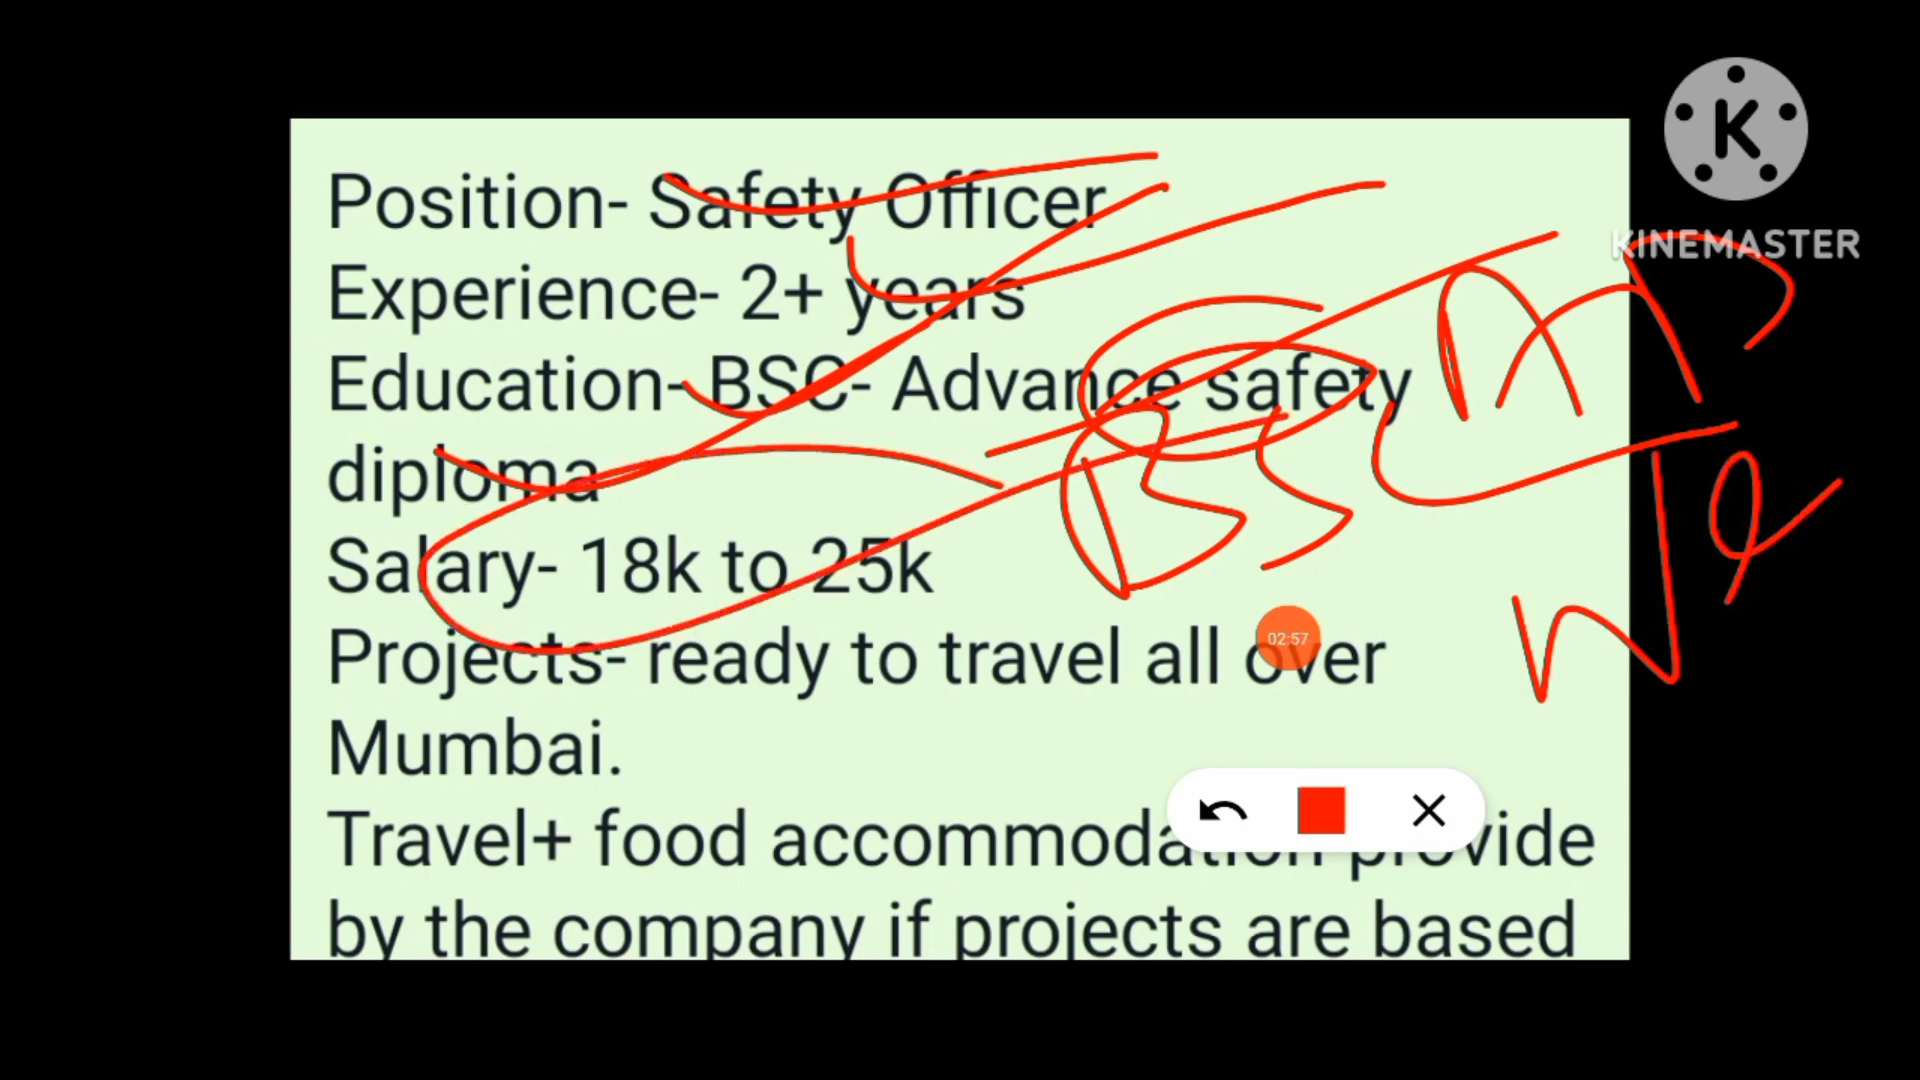 Position- Safety Officer
Experience- 2+ years
Education- BSC- Advance safety
diploma
Salary- 18k to 25k
Projects- ready to travel all over
Mumbai.
Travel+ food accommodation provide
by the company if projects are based
K
KINEMASTER
02:57
BS